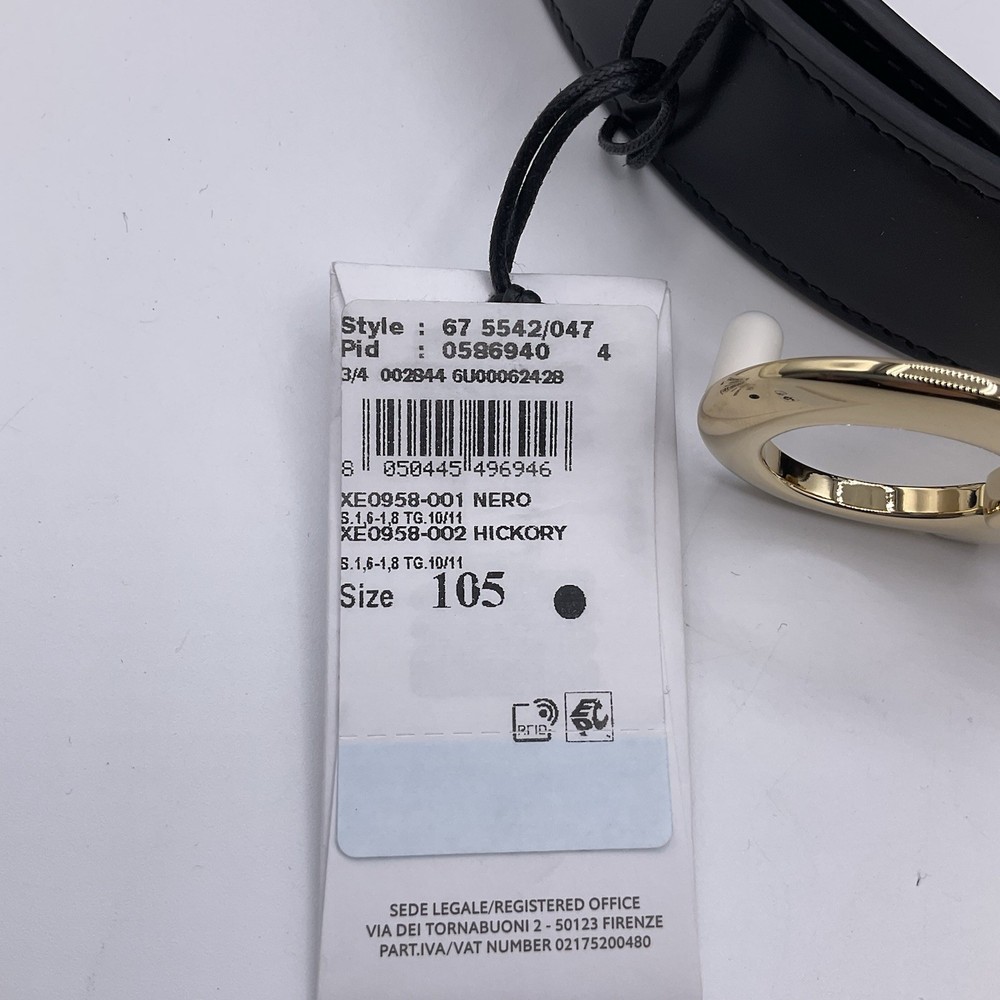 Style : 67 5542/047
Pid : 0586940 4
3/4 002844 6U00062428
8 050445 496946
XE0958-001 NERO
S.1,6-1,8 TG.10/11
XE0958-002 HICKORY
S.1,6-1,8 TG.10/11
Size 105
RFID
EPC
SEDE LEGALE/REGISTERED OFFICE
VIA DEI TORNABUONI 2 - 50123 FIRENZE
PART.IVA/VAT NUMBER 02175200480